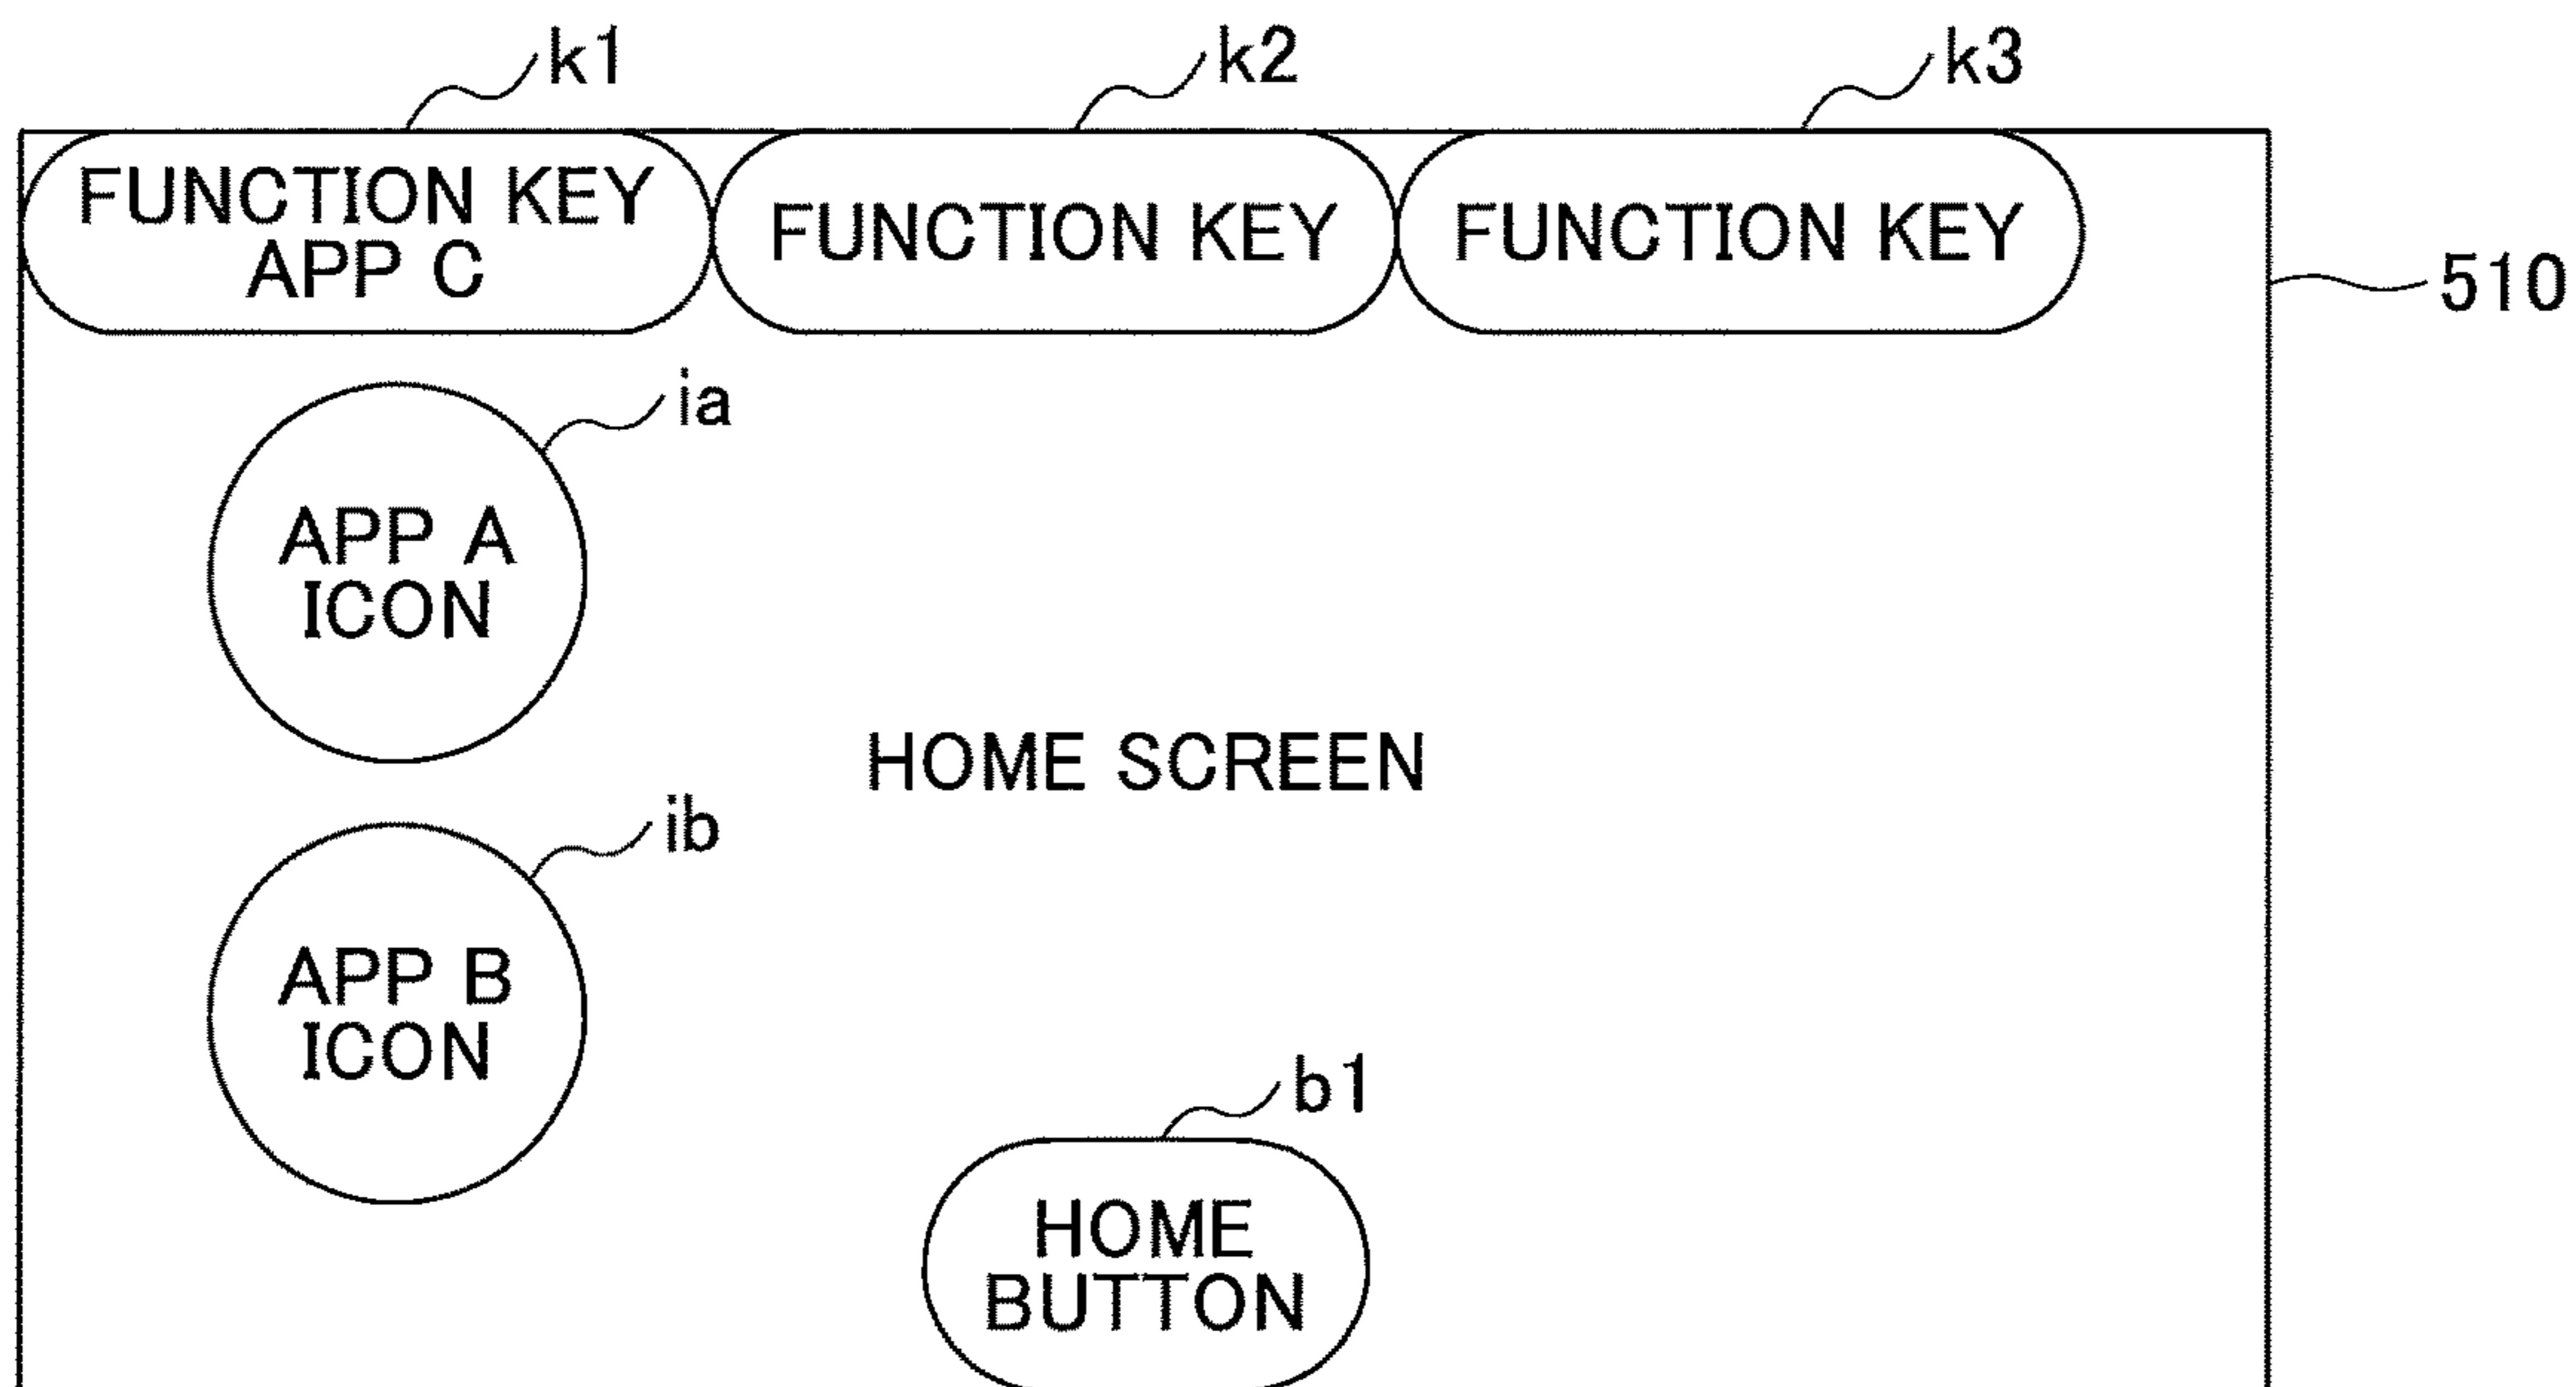 k1
k2
k3
FUNCTION KEY
APP C
FUNCTION KEY
FUNCTION KEY
510
ia
APP A
ICON
HOME SCREEN
ib
APP B
ICON
b1
HOME
BUTTON